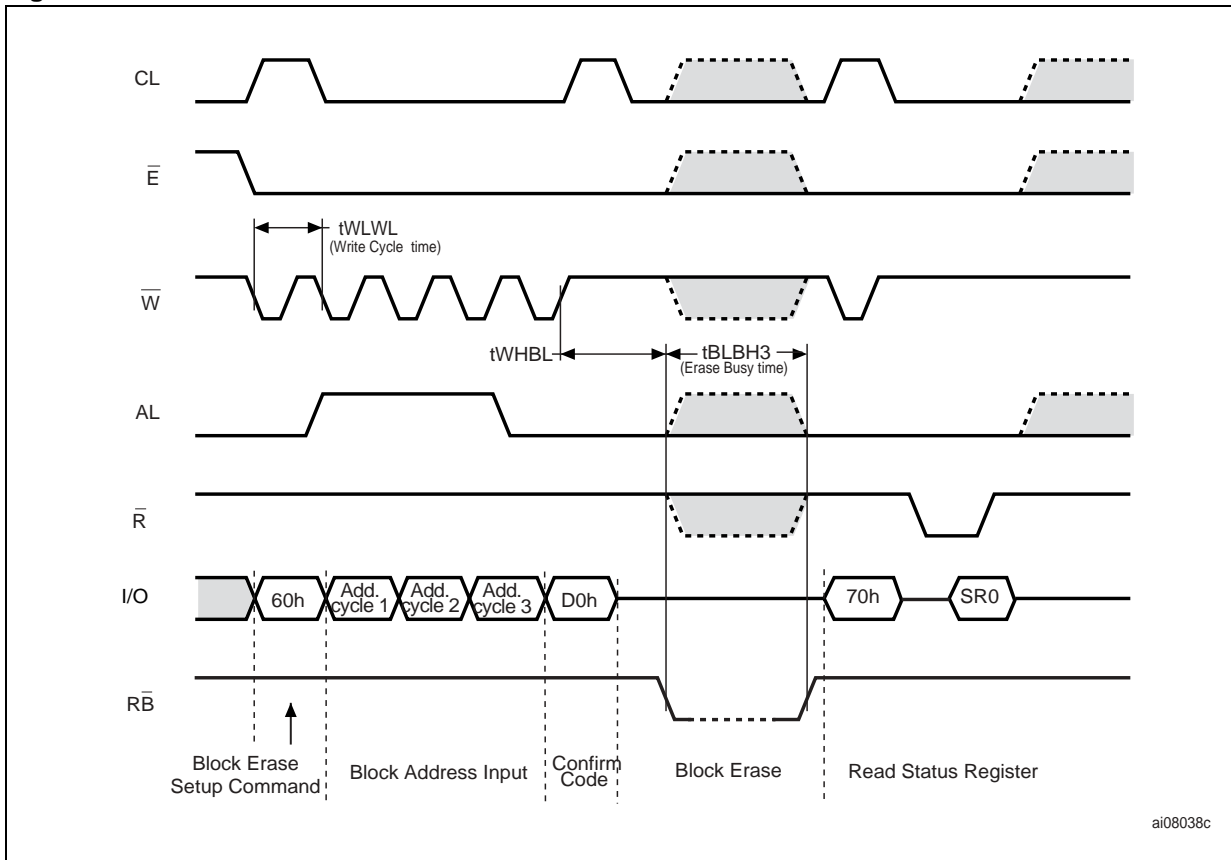 CL
E
tWLWL
(Write Cycle time)
W
tWHBL
tBLBH3
(Erase Busy time)
AL
R
I/O
60h
Add.
cycle 1
Add.
cycle 2
Add.
cycle 3
D0h
70h
SR0
RB
Block Erase
Setup Command
Block Address Input
Confirm
Code
Block Erase
Read Status Register
ai08038c